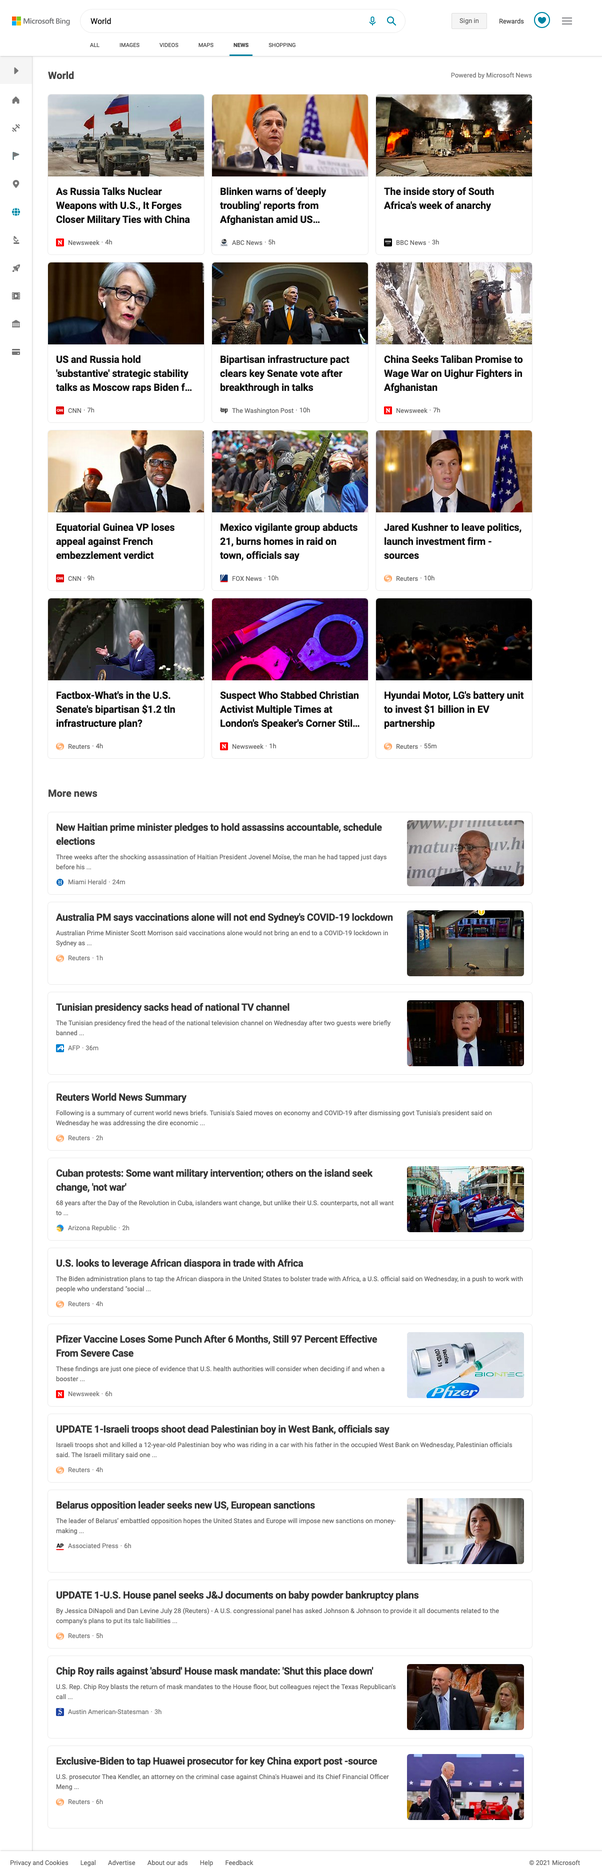 Microsoft Bing
World
Sign in
Rewards
ALL IMAGES VIDEOS MAPS NEWS SHOPPING
World
Powered by Microsoft News
As Russia Talks Nuclear
Weapons with U.S., It Forges
Closer Military Ties with China
Newsweek · 4h
Blinken warns of 'deeply
troubling' reports from
Afghanistan amid US...
ABC News · 5h
The inside story of South
Africa's week of anarchy
BBC News · 3h
US and Russia hold
'substantive' strategic stability
talks as Moscow raps Biden f...
CNN · 7h
Bipartisan infrastructure pact
clears key Senate vote after
breakthrough in talks
The Washington Post · 10h
China Seeks Taliban Promise to
Wage War on Uighur Fighters in
Afghanistan
Newsweek · 7h
Equatorial Guinea VP loses
appeal against French
embezzlement verdict
CNN · 9h
Mexico vigilante group abducts
21, burns homes in raid on
town, officials say
FOX News · 10h
Jared Kushner to leave politics,
launch investment firm -
sources
Reuters · 10h
Factbox-What's in the U.S.
Senate's bipartisan $1.2 tln
infrastructure plan?
Reuters · 4h
Suspect Who Stabbed Christian
Activist Multiple Times at
London's Speaker's Corner Stil...
Newsweek · 1h
Hyundai Motor, LG's battery unit
to invest $1 billion in EV
partnership
Reuters · 55m
More news
New Haitian prime minister pledges to hold assassins accountable, schedule
elections
Three weeks after the shocking assassination of Haitian President Jovenel Moïse, the man he had tapped just days
before his ...
Miami Herald · 24m
Australia PM says vaccinations alone will not end Sydney's COVID-19 lockdown
Australian Prime Minister Scott Morrison said vaccinations alone would not bring an end to a COVID-19 lockdown in
Sydney as ...
Reuters · 1h
Tunisian presidency sacks head of national TV channel
The Tunisian presidency fired the head of the national television channel on Wednesday after two guests were briefly
banned ...
AFP · 36m
Reuters World News Summary
Following is a summary of current world news briefs. Tunisia's Saied moves on economy and COVID-19 after dismissing govt Tunisia's president said on
Wednesday he was addressing the dire economic ...
Reuters · 2h
Cuban protests: Some want military intervention; others on the island seek
change, 'not war'
68 years after the Day of the Revolution in Cuba, islanders want change, but unlike their U.S. counterparts, not all want
to ...
Arizona Republic · 2h
U.S. looks to leverage African diaspora in trade with Africa
The Biden administration plans to tap the African diaspora in the United States to bolster trade with Africa, a U.S. official said on Wednesday, in a push to work with
people who understand "social ...
Reuters · 4h
Pfizer Vaccine Loses Some Punch After 6 Months, Still 97 Percent Effective
From Severe Case
These findings are just one piece of evidence that U.S. health authorities will consider when deciding if and when a
booster ...
Newsweek · 6h
BIONTEC
Pfizer
UPDATE 1-Israeli troops shoot dead Palestinian boy in West Bank, officials say
Israeli troops shot and killed a 12-year-old Palestinian boy who was riding in a car with his father in the occupied West Bank on Wednesday, Palestinian officials
said. The Israeli military said one ...
Reuters · 4h
Belarus opposition leader seeks new US, European sanctions
The leader of Belarus' embattled opposition hopes the United States and Europe will impose new sanctions on money-
making ...
Associated Press · 6h
UPDATE 1-U.S. House panel seeks J&J documents on baby powder bankruptcy plans
By Jessica DiNapoli and Dan Levine July 28 (Reuters) - A U.S. congressional panel has asked Johnson & Johnson to provide it all documents related to the
company's plans to put its talc liabilities ...
Reuters · 5h
Chip Roy rails against 'absurd' House mask mandate: 'Shut this place down'
U.S. Rep. Chip Roy blasts the return of mask mandates to the House floor, but colleagues reject the Texas Republican's
call ...
Austin American-Statesman · 3h
Exclusive-Biden to tap Huawei prosecutor for key China export post -source
U.S. prosecutor Thea Kendler, an attorney on the criminal case against China's Huawei and its Chief Financial Officer
Meng ...
Reuters · 6h
Privacy and Cookies Legal Advertise About our ads Help Feedback © 2021 Microsoft